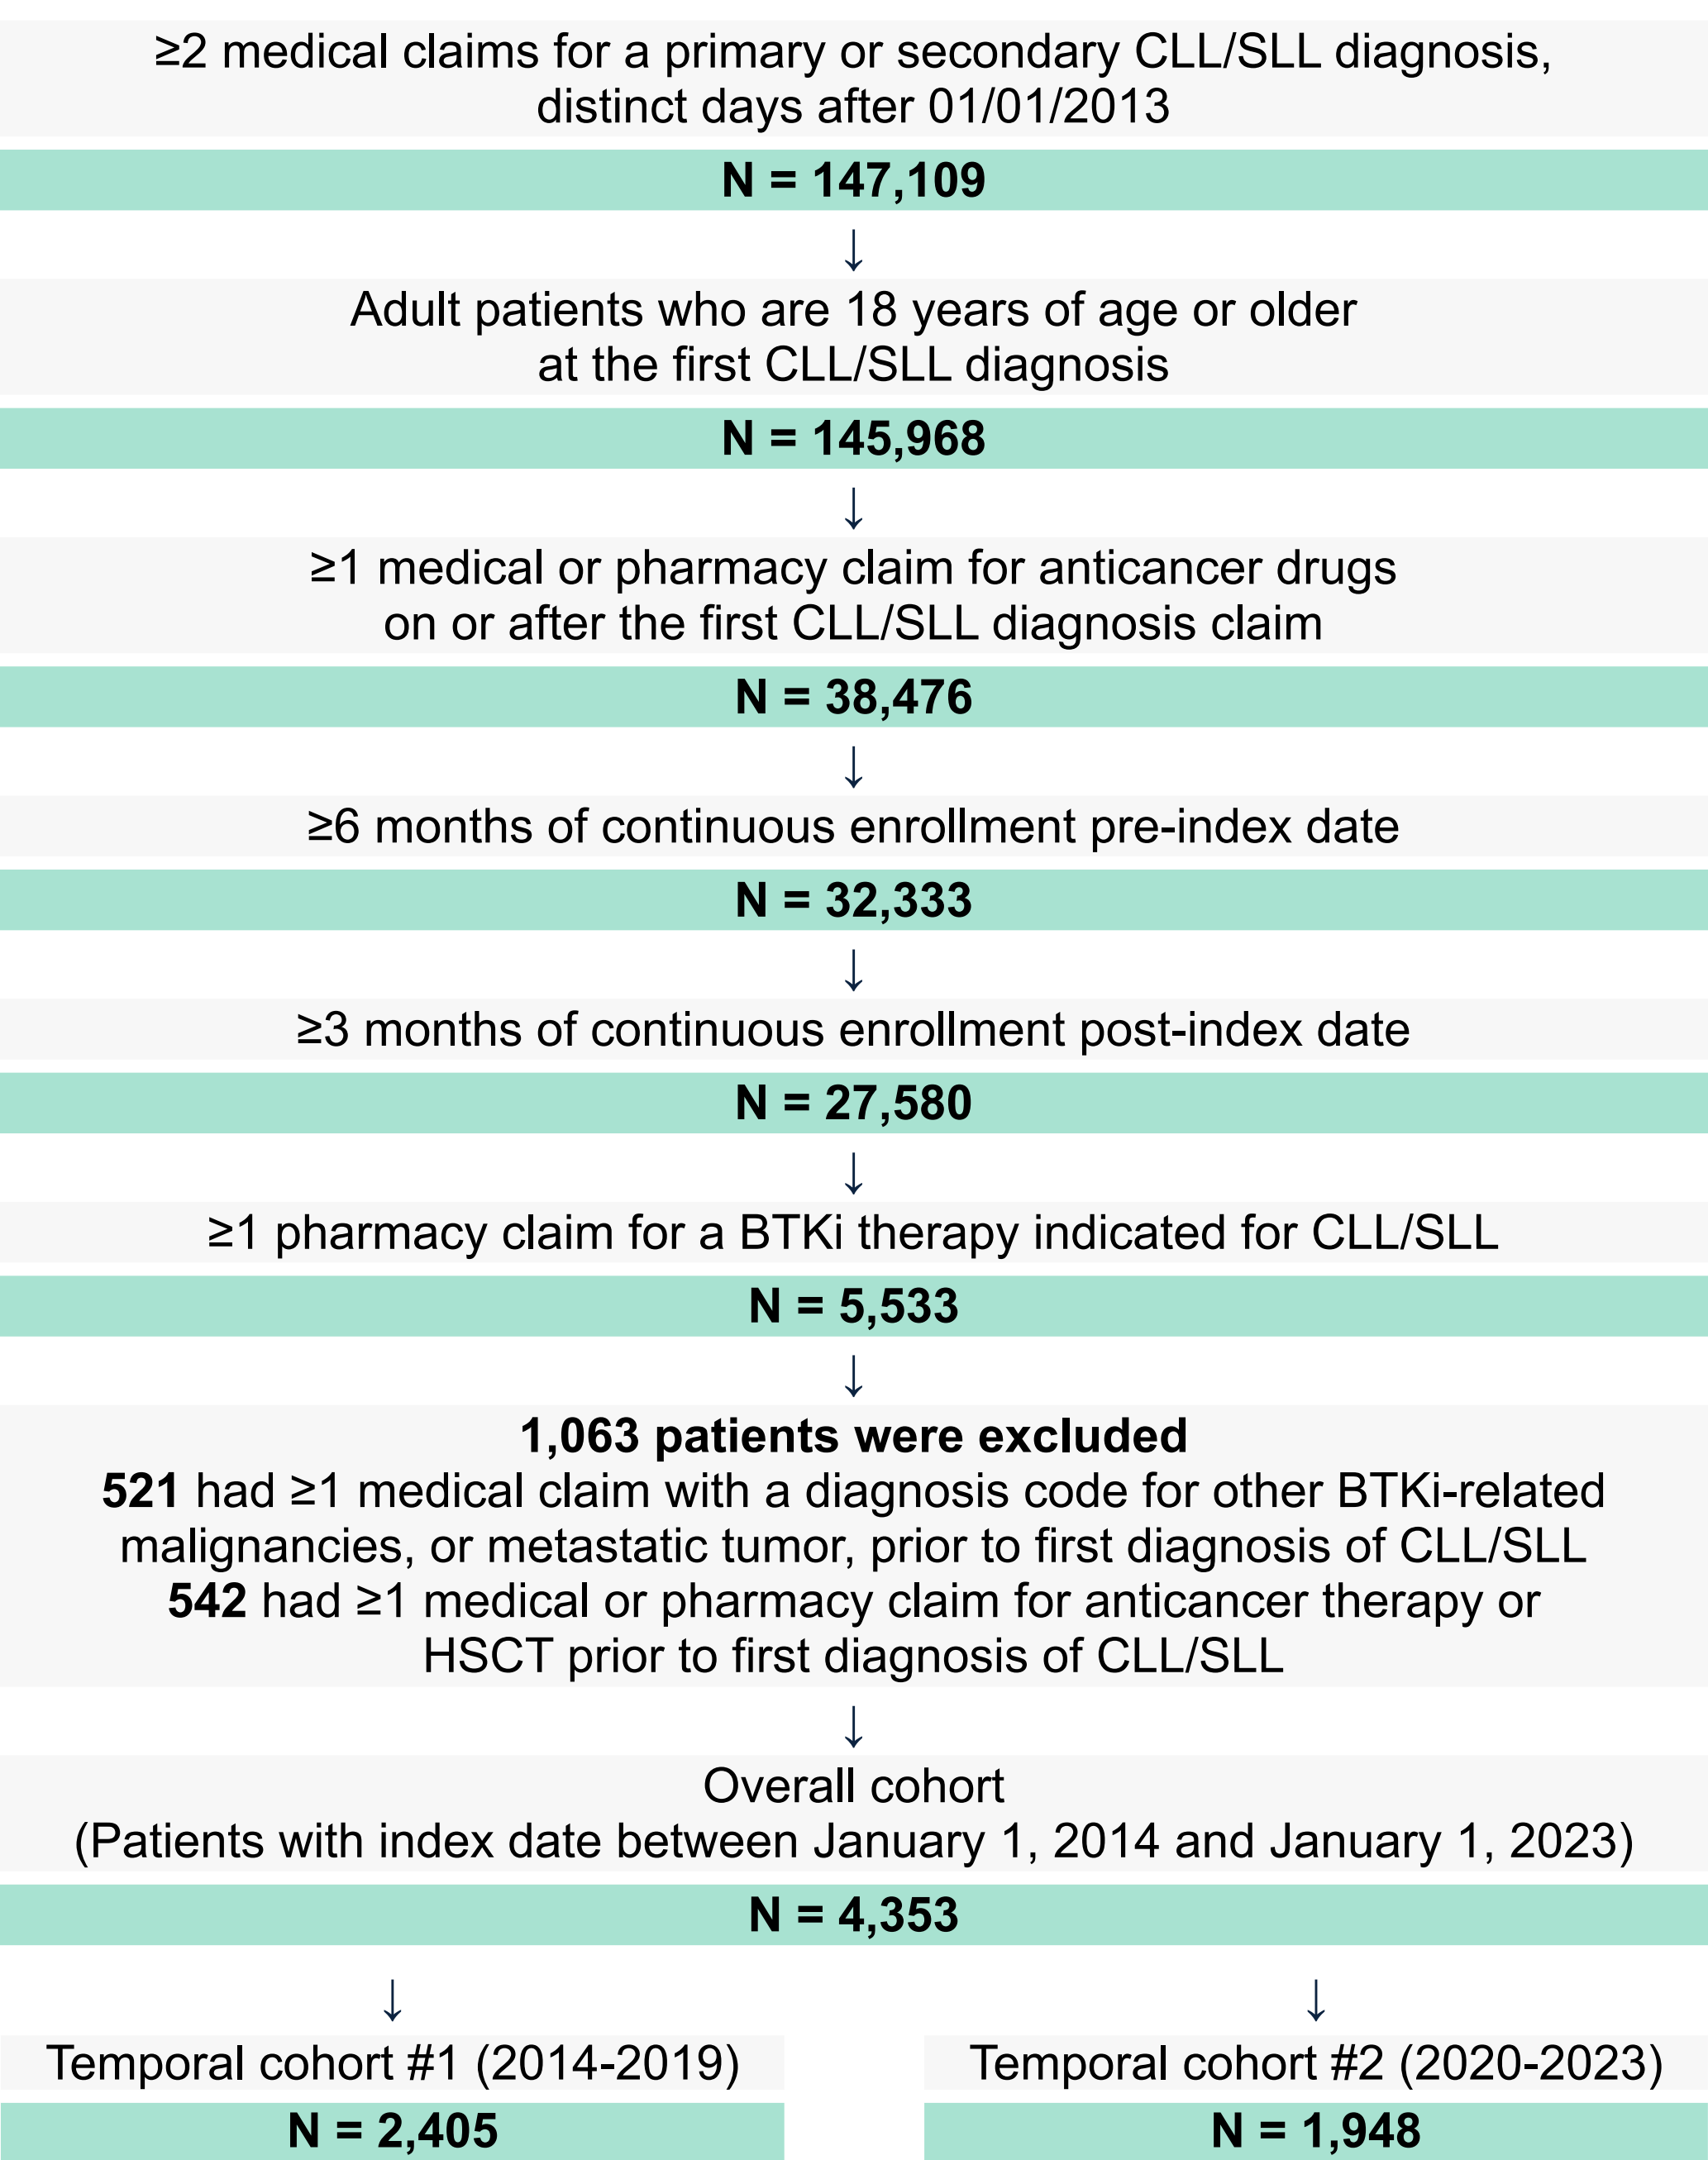 ≥2 medical claims for a primary or secondary CLL/SLL diagnosis,
distinct days after 01/01/2013
N = 147,109
↓
Adult patients who are 18 years of age or older
at the first CLL/SLL diagnosis
N = 145,968
↓
≥1 medical or pharmacy claim for anticancer drugs
on or after the first CLL/SLL diagnosis claim
N = 38,476
↓
≥6 months of continuous enrollment pre-index date
N = 32,333
↓
≥3 months of continuous enrollment post-index date
N = 27,580
↓
≥1 pharmacy claim for a BTKi therapy indicated for CLL/SLL
N = 5,533
↓
1,063 patients were excluded
521 had ≥1 medical claim with a diagnosis code for other BTKi-related
malignancies, or metastatic tumor, prior to first diagnosis of CLL/SLL
542 had ≥1 medical or pharmacy claim for anticancer therapy or
HSCT prior to first diagnosis of CLL/SLL
↓
Overall cohort
(Patients with index date between January 1, 2014 and January 1, 2023)
N = 4,353
↓ ↓
Temporal cohort #1 (2014-2019)
N = 2,405
Temporal cohort #2 (2020-2023)
N = 1,948